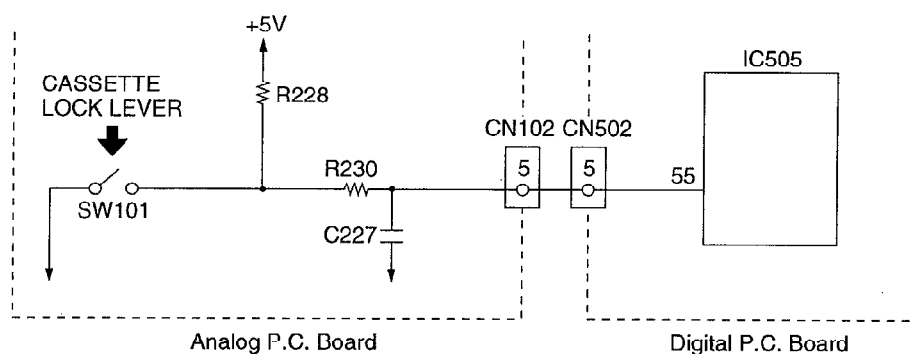 +5V
IC505
CASSETTE
LOCK LEVER
R228
CN102 CN502
R230
5 5
55
SW101
C227
Analog P.C. Board
Digital P.C. Board